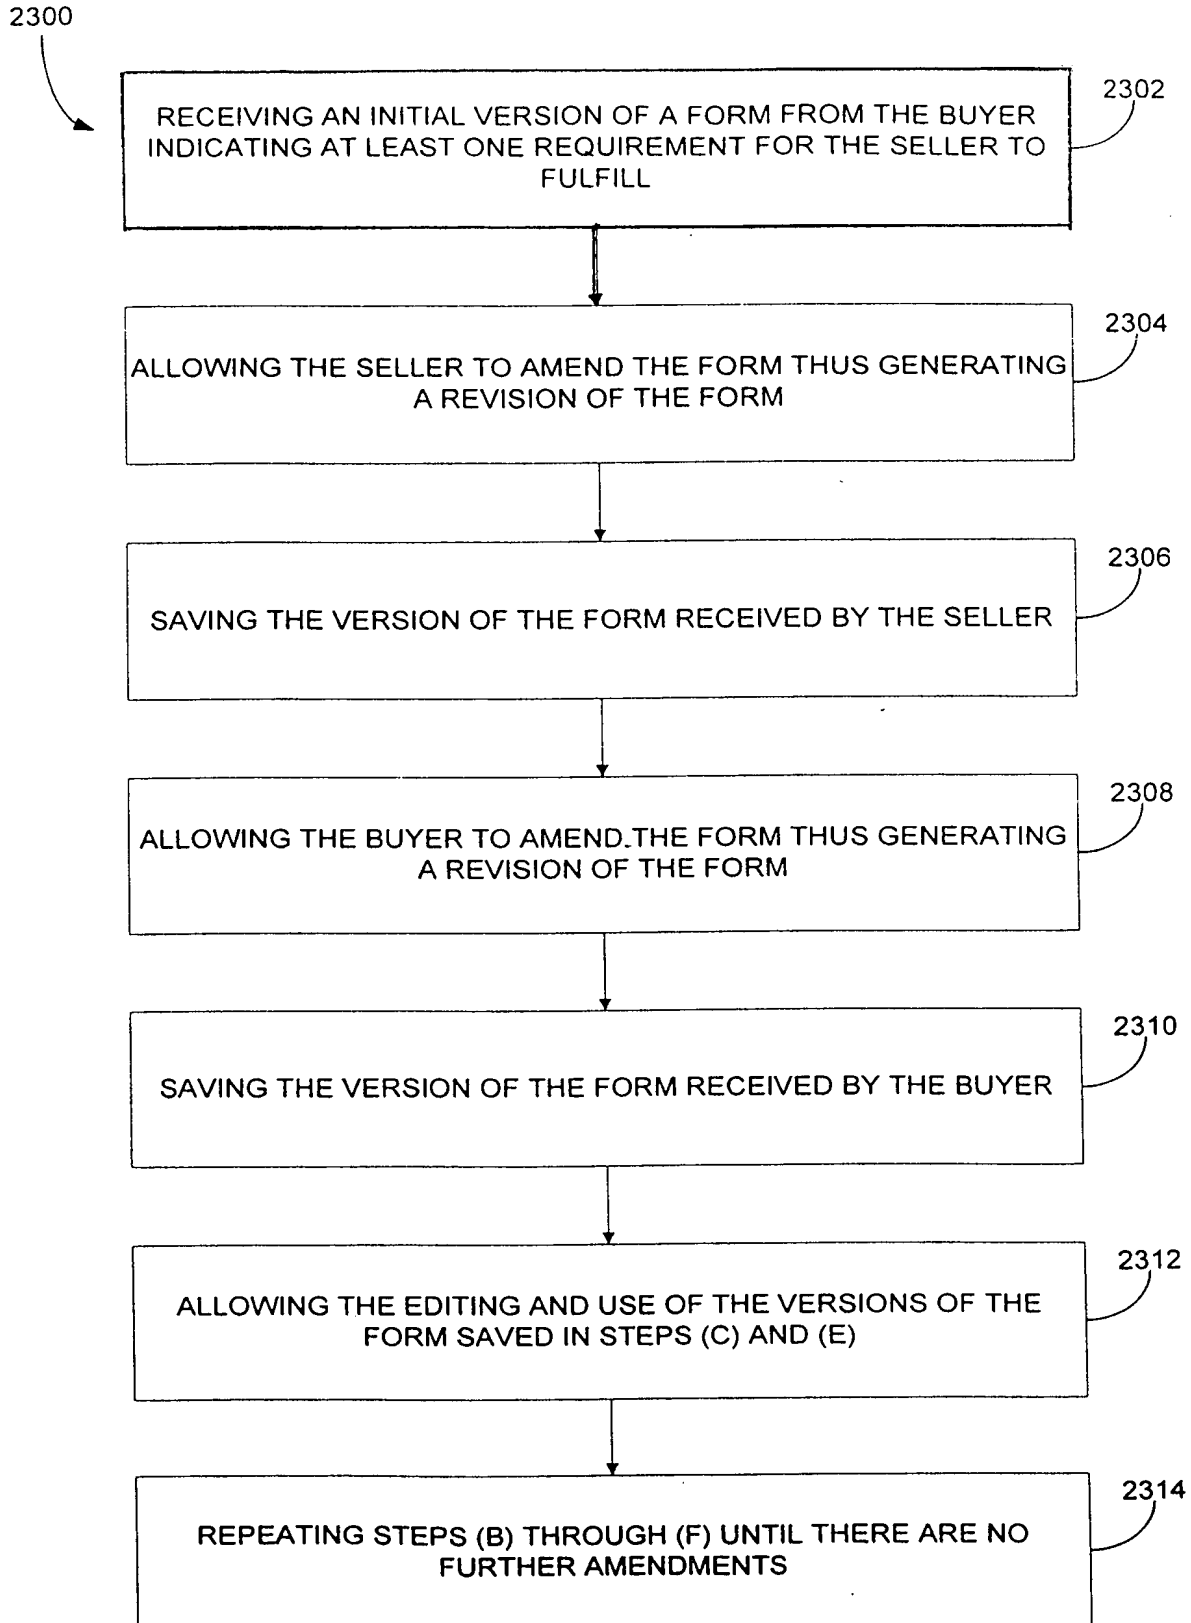 2300
2302
RECEIVING AN INITIAL VERSION OF A FORM FROM THE BUYER
INDICATING AT LEAST ONE REQUIREMENT FOR THE SELLER TO
FULFILL
2304
ALLOWING THE SELLER TO AMEND THE FORM THUS GENERATING
A REVISION OF THE FORM
2306
SAVING THE VERSION OF THE FORM RECEIVED BY THE SELLER
2308
ALLOWING THE BUYER TO AMEND THE FORM THUS GENERATING
A REVISION OF THE FORM
2310
SAVING THE VERSION OF THE FORM RECEIVED BY THE BUYER
2312
ALLOWING THE EDITING AND USE OF THE VERSIONS OF THE
FORM SAVED IN STEPS (C) AND (E)
2314
REPEATING STEPS (B) THROUGH (F) UNTIL THERE ARE NO
FURTHER AMENDMENTS